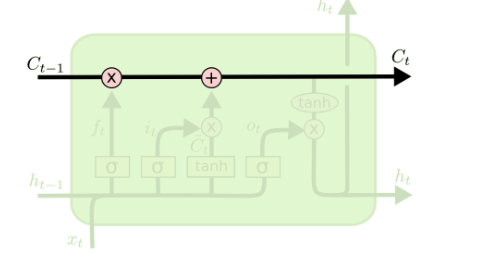 h_t
C_{t-1}
C_t
x
+
tanh
f_t
i_t
x
o_t
x
C̃_t
σ
σ
tanh
σ
h_{t-1}
h_t
x_t